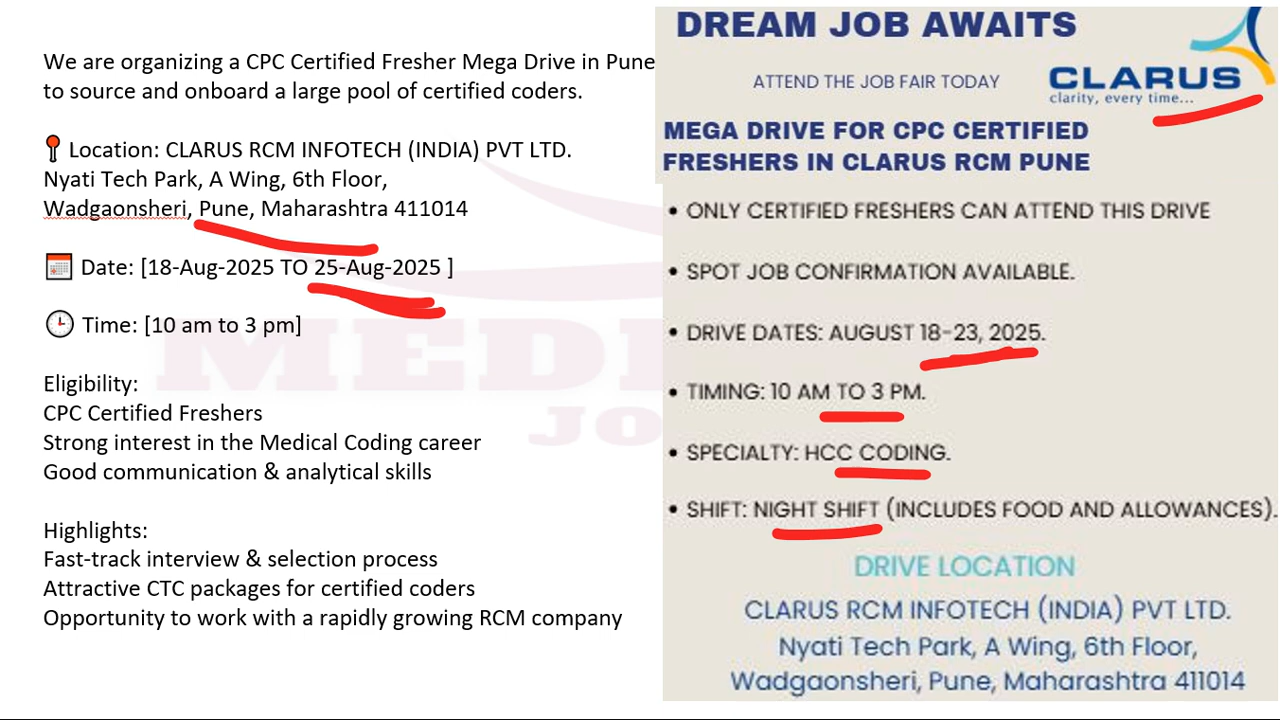 We are organizing a CPC Certified Fresher Mega Drive in Pune
to source and onboard a large pool of certified coders.
Location: CLARUS RCM INFOTECH (INDIA) PVT LTD.
Nyati Tech Park, A Wing, 6th Floor,
Wadgaonsheri, Pune, Maharashtra 411014
Date: [18-Aug-2025 TO 25-Aug-2025 ]
Time: [10 am to 3 pm]
Eligibility:
CPC Certified Freshers
Strong interest in the Medical Coding career
Good communication & analytical skills
Highlights:
Fast-track interview & selection process
Attractive CTC packages for certified coders
Opportunity to work with a rapidly growing RCM company
MEDI
JO
DREAM JOB AWAITS
ATTEND THE JOB FAIR TODAY
CLARUS
clarity, every time...
MEGA DRIVE FOR CPC CERTIFIED
FRESHERS IN CLARUS RCM PUNE
• ONLY CERTIFIED FRESHERS CAN ATTEND THIS DRIVE
• SPOT JOB CONFIRMATION AVAILABLE.
• DRIVE DATES: AUGUST 18-23, 2025.
• TIMING: 10 AM TO 3 PM.
• SPECIALTY: HCC CODING.
• SHIFT: NIGHT SHIFT (INCLUDES FOOD AND ALLOWANCES).
DRIVE LOCATION
CLARUS RCM INFOTECH (INDIA) PVT LTD.
Nyati Tech Park, A Wing, 6th Floor,
Wadgaonsheri, Pune, Maharashtra 411014